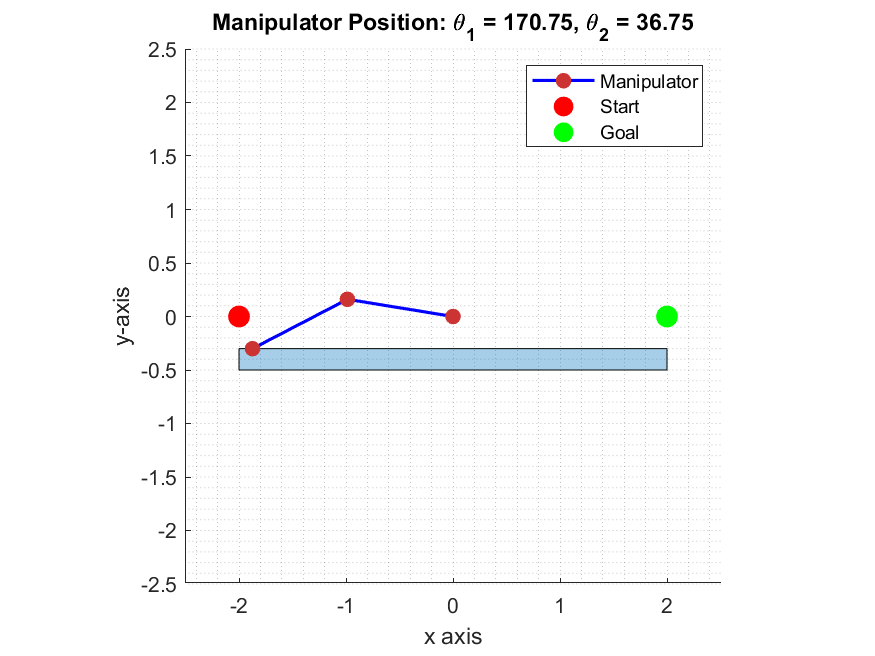 Manipulator Position: θ1 = 170.75, θ2 = 36.75
2.5
2
1.5
1
0.5
0
-0.5
-1
-1.5
-2
-2.5
y-axis
Manipulator
Start
Goal
-2 -1 0 1 2
x axis